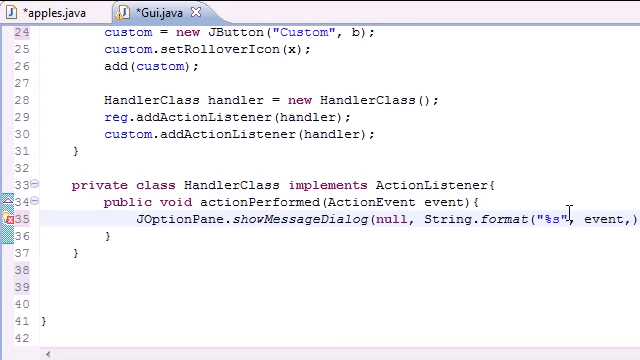 *apples.java *Gui.java
24 custom = new JButton("Custom", b);
25 custom.setRolloverIcon(x);
26 add(custom);
27
28 HandlerClass handler = new HandlerClass();
29 reg.addActionListener(handler);
30 custom.addActionListener(handler);
31 }
32
33 private class HandlerClass implements ActionListener{
34 public void actionPerformed(ActionEvent event){
35 JOptionPane.showMessageDialog(null, String.format("%s", event,)
36 }
37 }
38
39
40
41 }
42